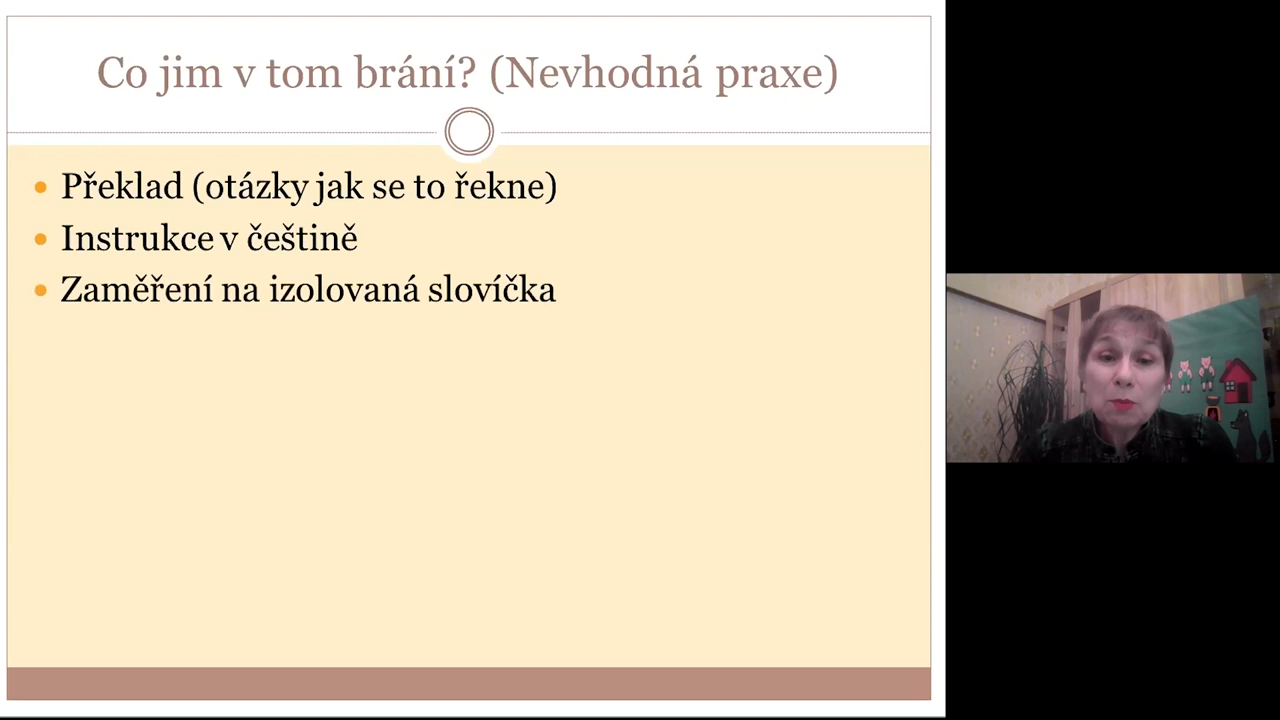 Co jim v tom brání? (Nevhodná praxe)
Překlad (otázky jak se to řekne)
Instrukce v češtině
Zaměření na izolovaná slovíčka